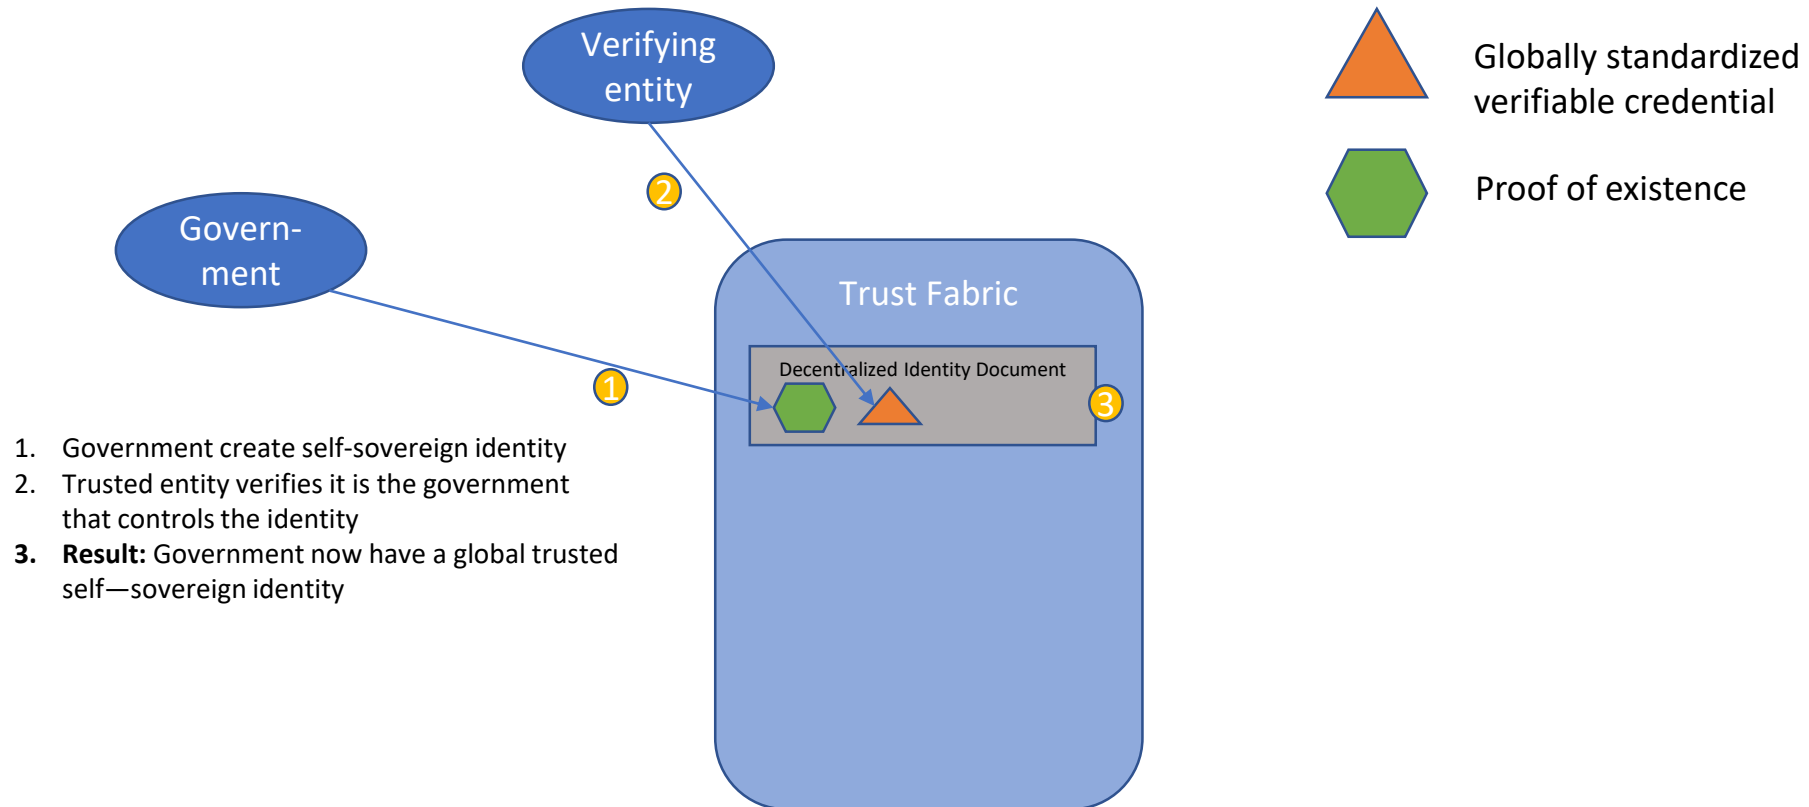 Verifying
entity
Globally standardized
verifiable credential
2
Proof of existence
Govern-
ment
Trust Fabric
Decentralized Identity Document
1
3
1. Government create self-sovereign identity
2. Trusted entity verifies it is the government
that controls the identity
3. Result: Government now have a global trusted
self—sovereign identity